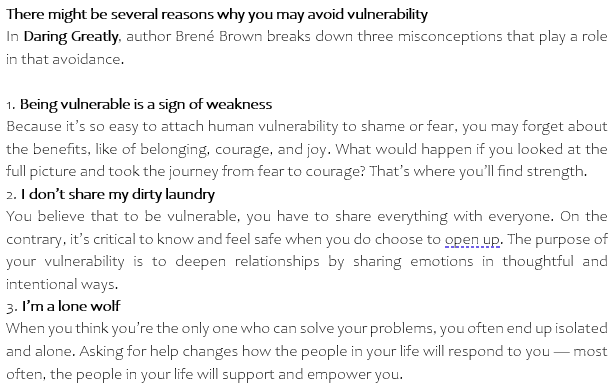 There might be several reasons why you may avoid vulnerability
In Daring Greatly, author Brené Brown breaks down three misconceptions that play a role
in that avoidance.
1. Being vulnerable is a sign of weakness
Because it's so easy to attach human vulnerability to shame or fear, you may forget about
the benefits, like of belonging, courage, and joy. What would happen if you looked at the
full picture and took the journey from fear to courage? That's where you'll find strength.
2. I don't share my dirty laundry
You believe that to be vulnerable, you have to share everything with everyone. On the
contrary, it's critical to know and feel safe when you do choose to open up. The purpose of
your vulnerability is to deepen relationships by sharing emotions in thoughtful and
intentional ways.
3. I'm a lone wolf
When you think you're the only one who can solve your problems, you often end up isolated
and alone. Asking for help changes how the people in your life will respond to you — most
often, the people in your life will support and empower you.